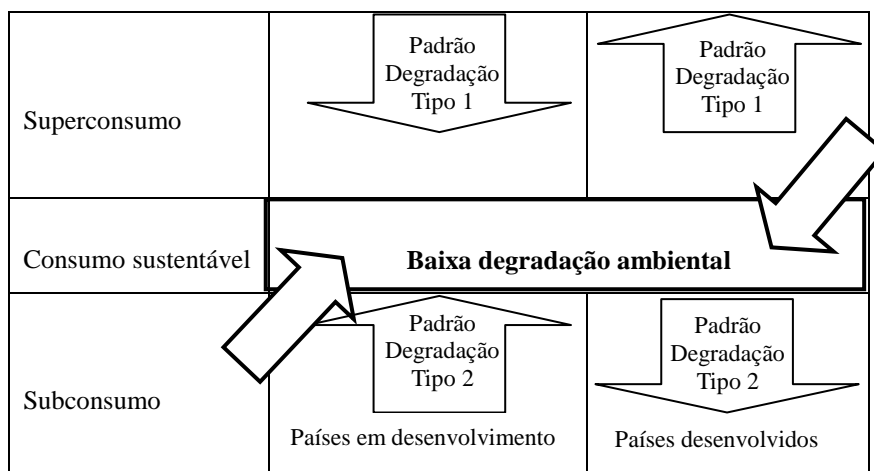 Superconsumo
Padrão
Degradação
Tipo 1
Padrão
Degradação
Tipo 1
Consumo sustentável
Baixa degradação ambiental
Subconsumo
Padrão
Degradação
Tipo 2
Países em desenvolvimento
Padrão
Degradação
Tipo 2
Países desenvolvidos